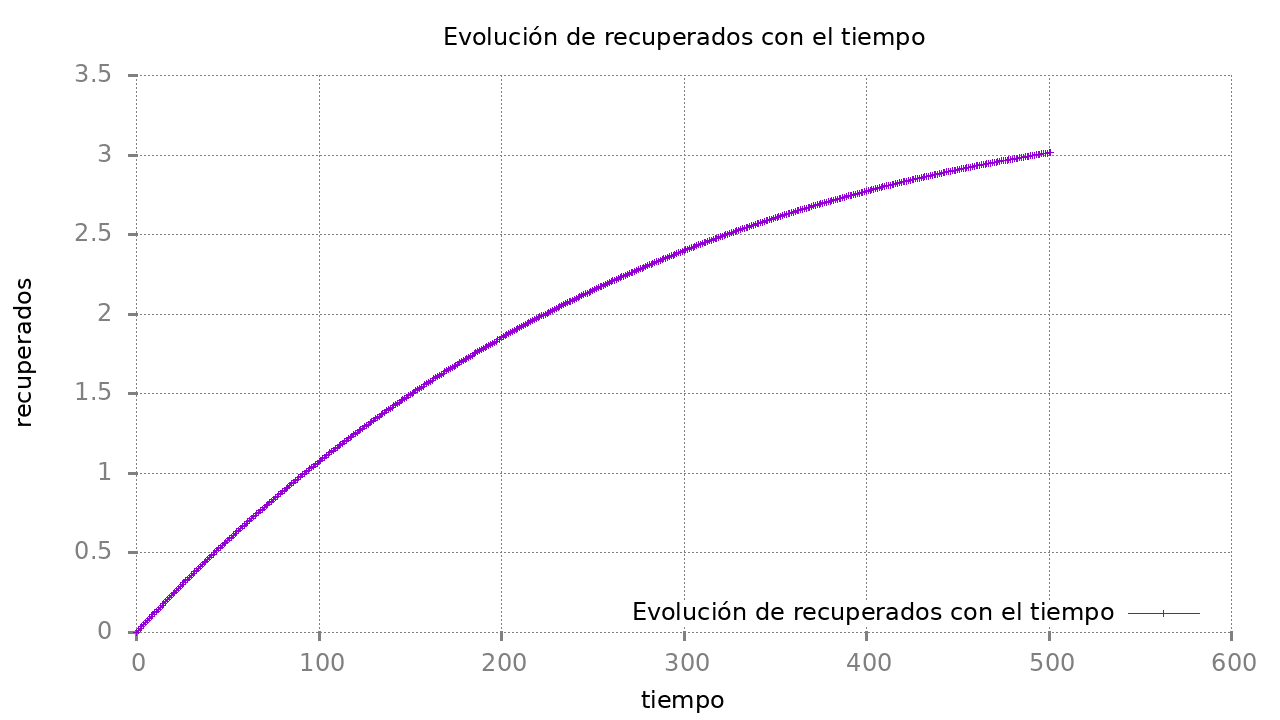 Evolución de recuperados con el tiempo
3.5
3
2.5
2
1.5
1
0.5
0
recuperados
Evolución de recuperados con el tiempo
0 100 200 300 400 500 600
tiempo